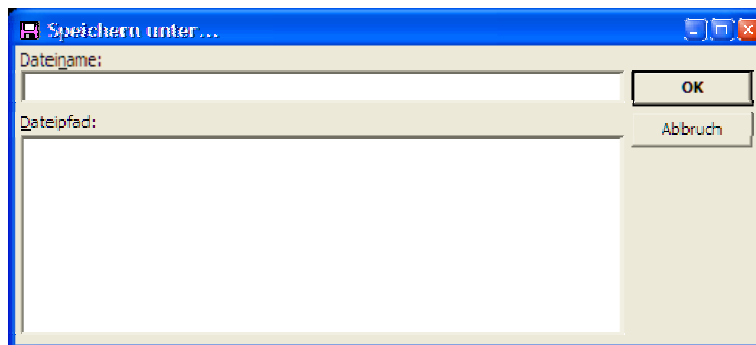 Speichern unter...
Dateiname:
OK
Dateipfad:
Abbruch